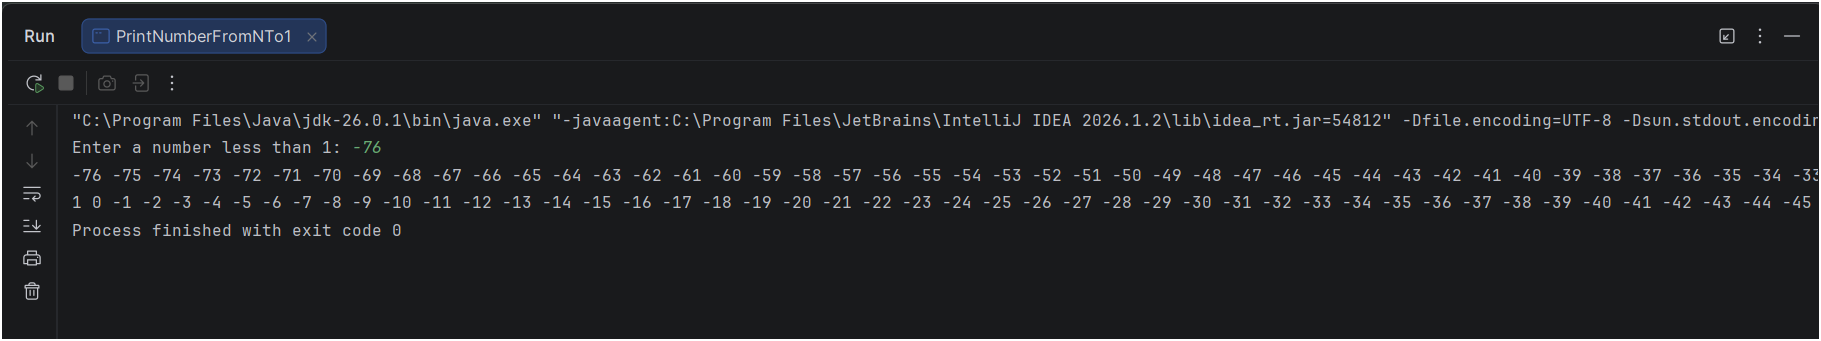 Run PrintNumberFromNTo1
"C:\Program Files\Java\jdk-26.0.1\bin\java.exe" "-javaagent:C:\Program Files\JetBrains\IntelliJ IDEA 2026.1.2\lib\idea_rt.jar=54812" -Dfile.encoding=UTF-8 -Dsun.stdout.encodin
Enter a number less than 1: -76
-76 -75 -74 -73 -72 -71 -70 -69 -68 -67 -66 -65 -64 -63 -62 -61 -60 -59 -58 -57 -56 -55 -54 -53 -52 -51 -50 -49 -48 -47 -46 -45 -44 -43 -42 -41 -40 -39 -38 -37 -36 -35 -34 -33
1 0 -1 -2 -3 -4 -5 -6 -7 -8 -9 -10 -11 -12 -13 -14 -15 -16 -17 -18 -19 -20 -21 -22 -23 -24 -25 -26 -27 -28 -29 -30 -31 -32 -33 -34 -35 -36 -37 -38 -39 -40 -41 -42 -43 -44 -45
Process finished with exit code 0